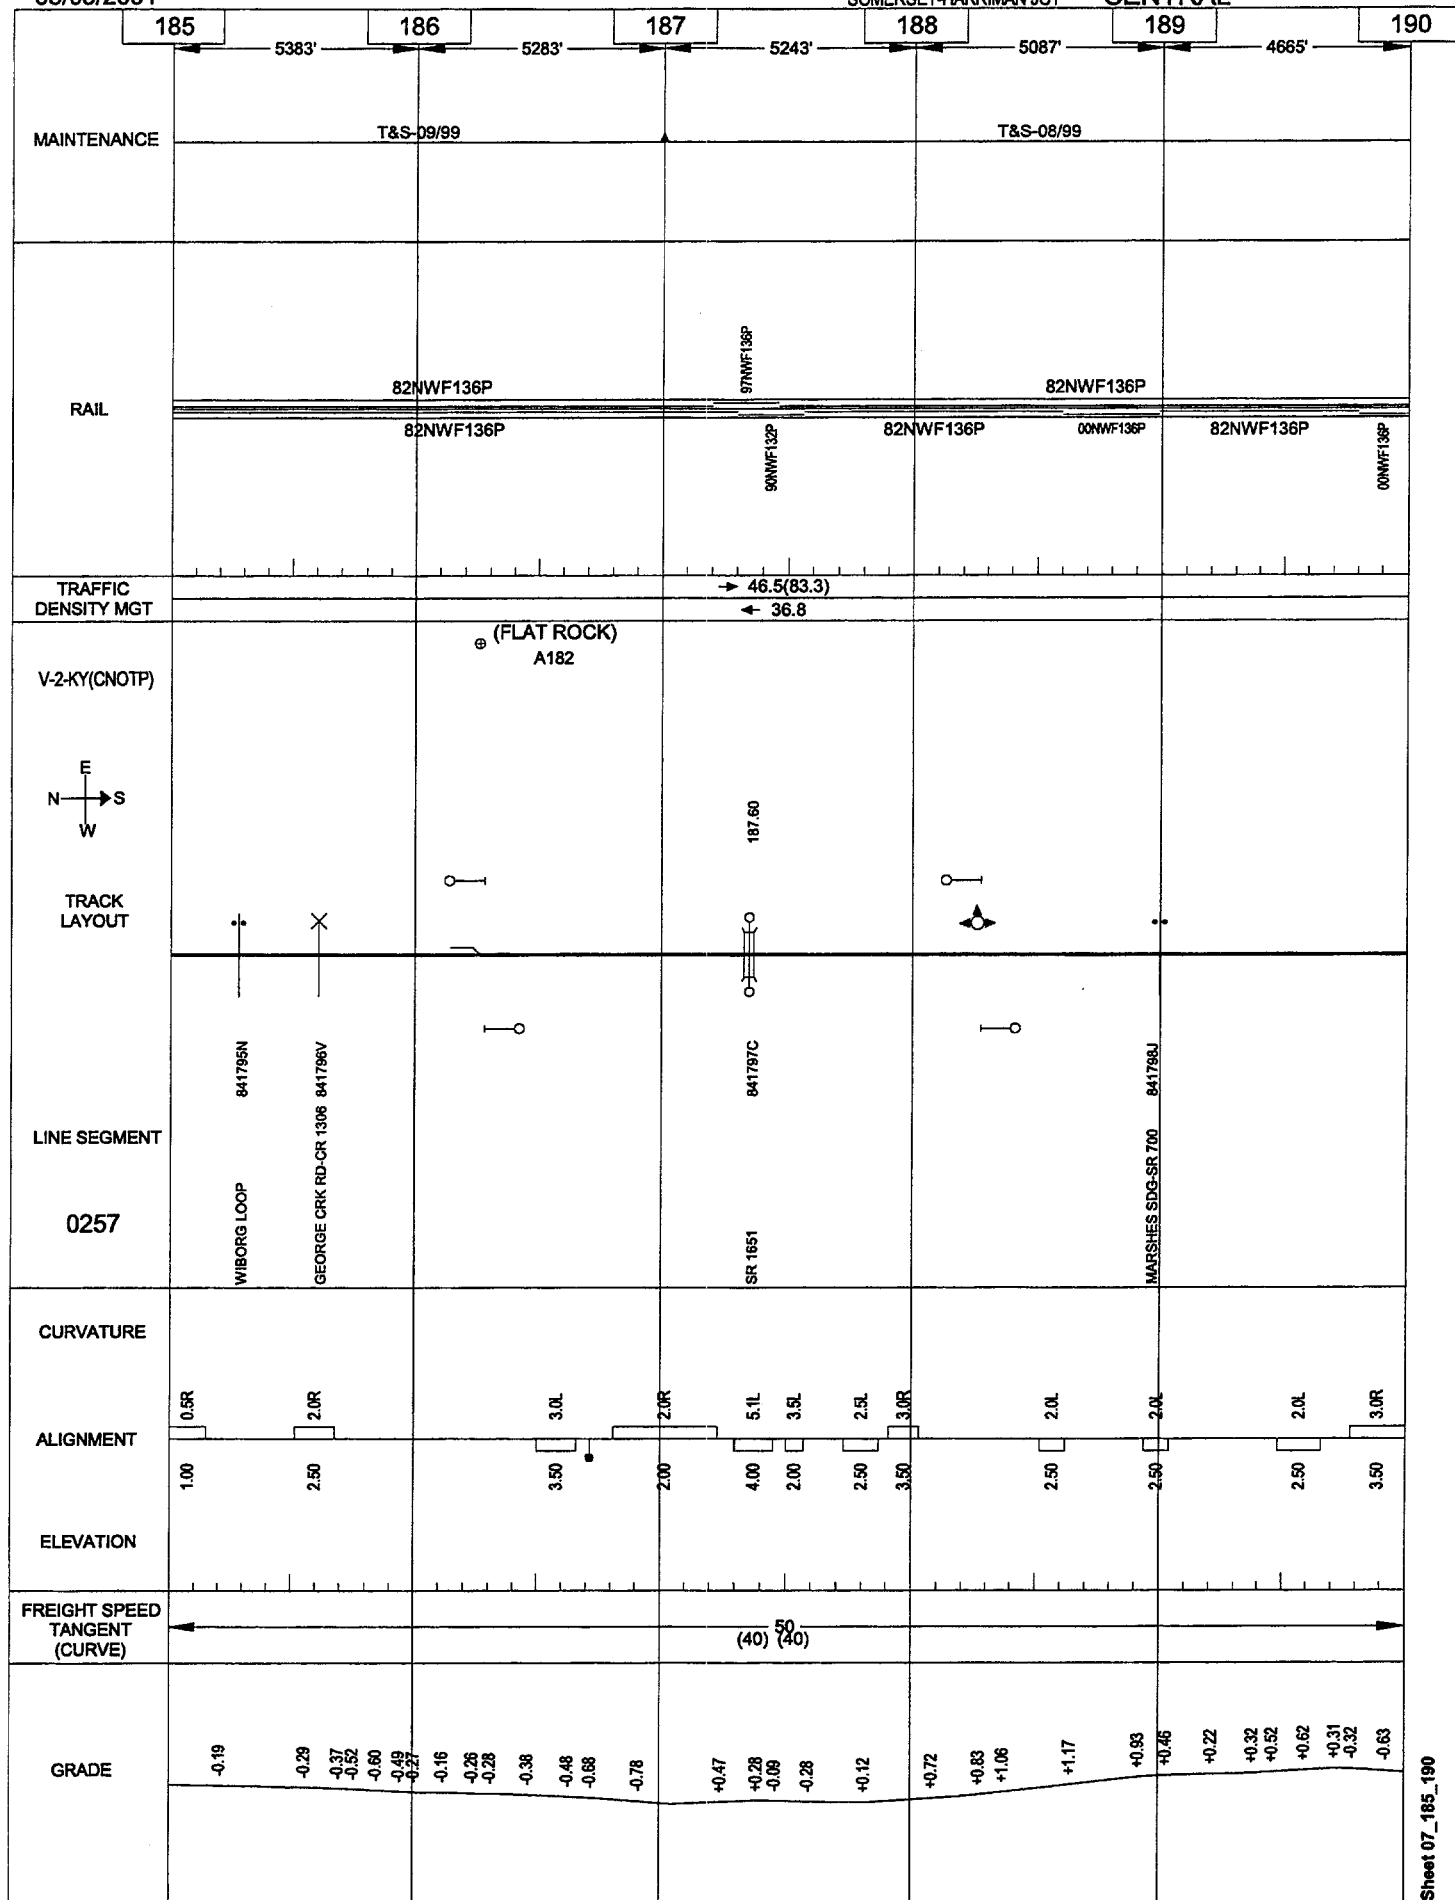 185 186 187 188 189 190
5383' 5283' 5243' 5087' 4665'
MAINTENANCE
T&S-09/99 T&S-08/99
RAIL
97NWF136P
82NWF136P 82NWF136P
82NWF136P 82NWF136P 00NWF136P 82NWF136P
90NWF132P
00NWF136P
TRAFFIC
DENSITY MGT
46.5(83.3)
36.8
V-2-KY(CNOTP)
(FLAT ROCK)
A182
E
N S
W
187.60
TRACK
LAYOUT
LINE SEGMENT
0257
WIBORG LOOP 841795N
GEORGE CRK RD-CR 1306 841796V
SR 1651 841797C
MARSHES SDG-SR 700 841798J
CURVATURE
0.5R 2.0R 3.0L 2.0R 5.1L 3.5L 2.5L 3.0R 2.0L 2.0L 2.0L 3.0R
ALIGNMENT
1.00 2.50 3.50 2.00 4.00 2.00 2.50 3.50 2.50 2.50 2.50 3.50
ELEVATION
FREIGHT SPEED
TANGENT
(CURVE)
50
(40) (40)
GRADE
-0.19 -0.29 -0.37 -0.52 -0.60 -0.49 -0.27 -0.16 -0.26 -0.28 -0.38 -0.48 -0.68 -0.78 +0.47 +0.28 -0.09 -0.28 +0.12 +0.72 +0.83 +1.06 +1.17 +0.93 +0.46 +0.22 +0.32 +0.52 +0.62 +0.31 -0.32 -0.63
Sheet 07_185_190